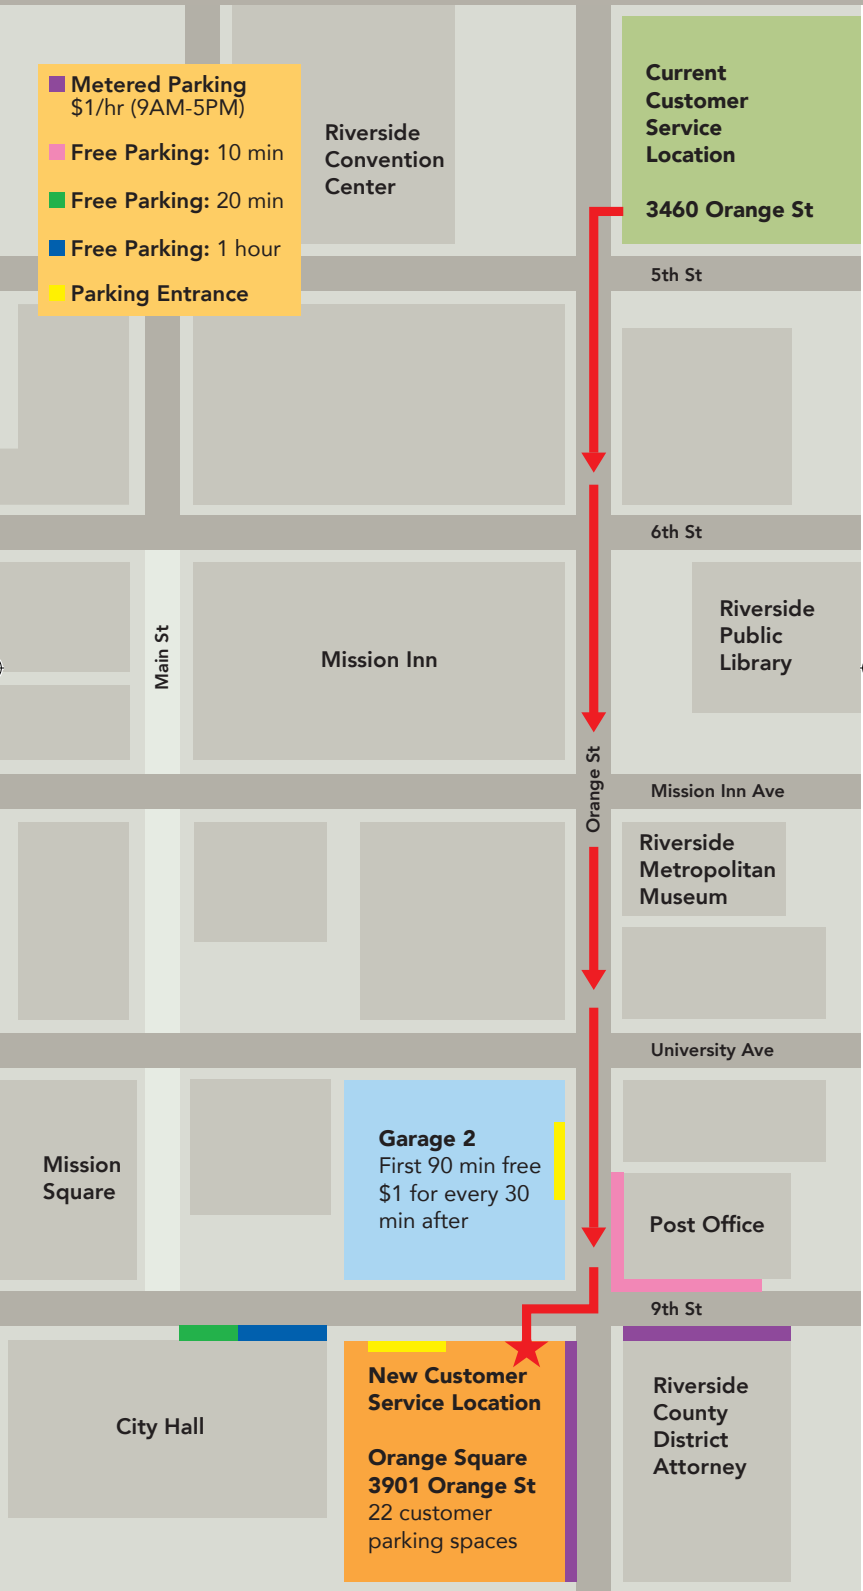 Metered Parking
$1/hr (9AM-5PM)
Free Parking: 10 min
Free Parking: 20 min
Free Parking: 1 hour
Parking Entrance
Riverside
Convention
Center
Current
Customer
Service
Location
3460 Orange St
5th St
6th St
Main St
Mission Inn
Riverside
Public
Library
Orange St
Mission Inn Ave
Riverside
Metropolitan
Museum
University Ave
Mission
Square
Garage 2
First 90 min free
$1 for every 30
min after
Post Office
9th St
City Hall
New Customer
Service Location
Orange Square
3901 Orange St
22 customer
parking spaces
Riverside
County
District
Attorney